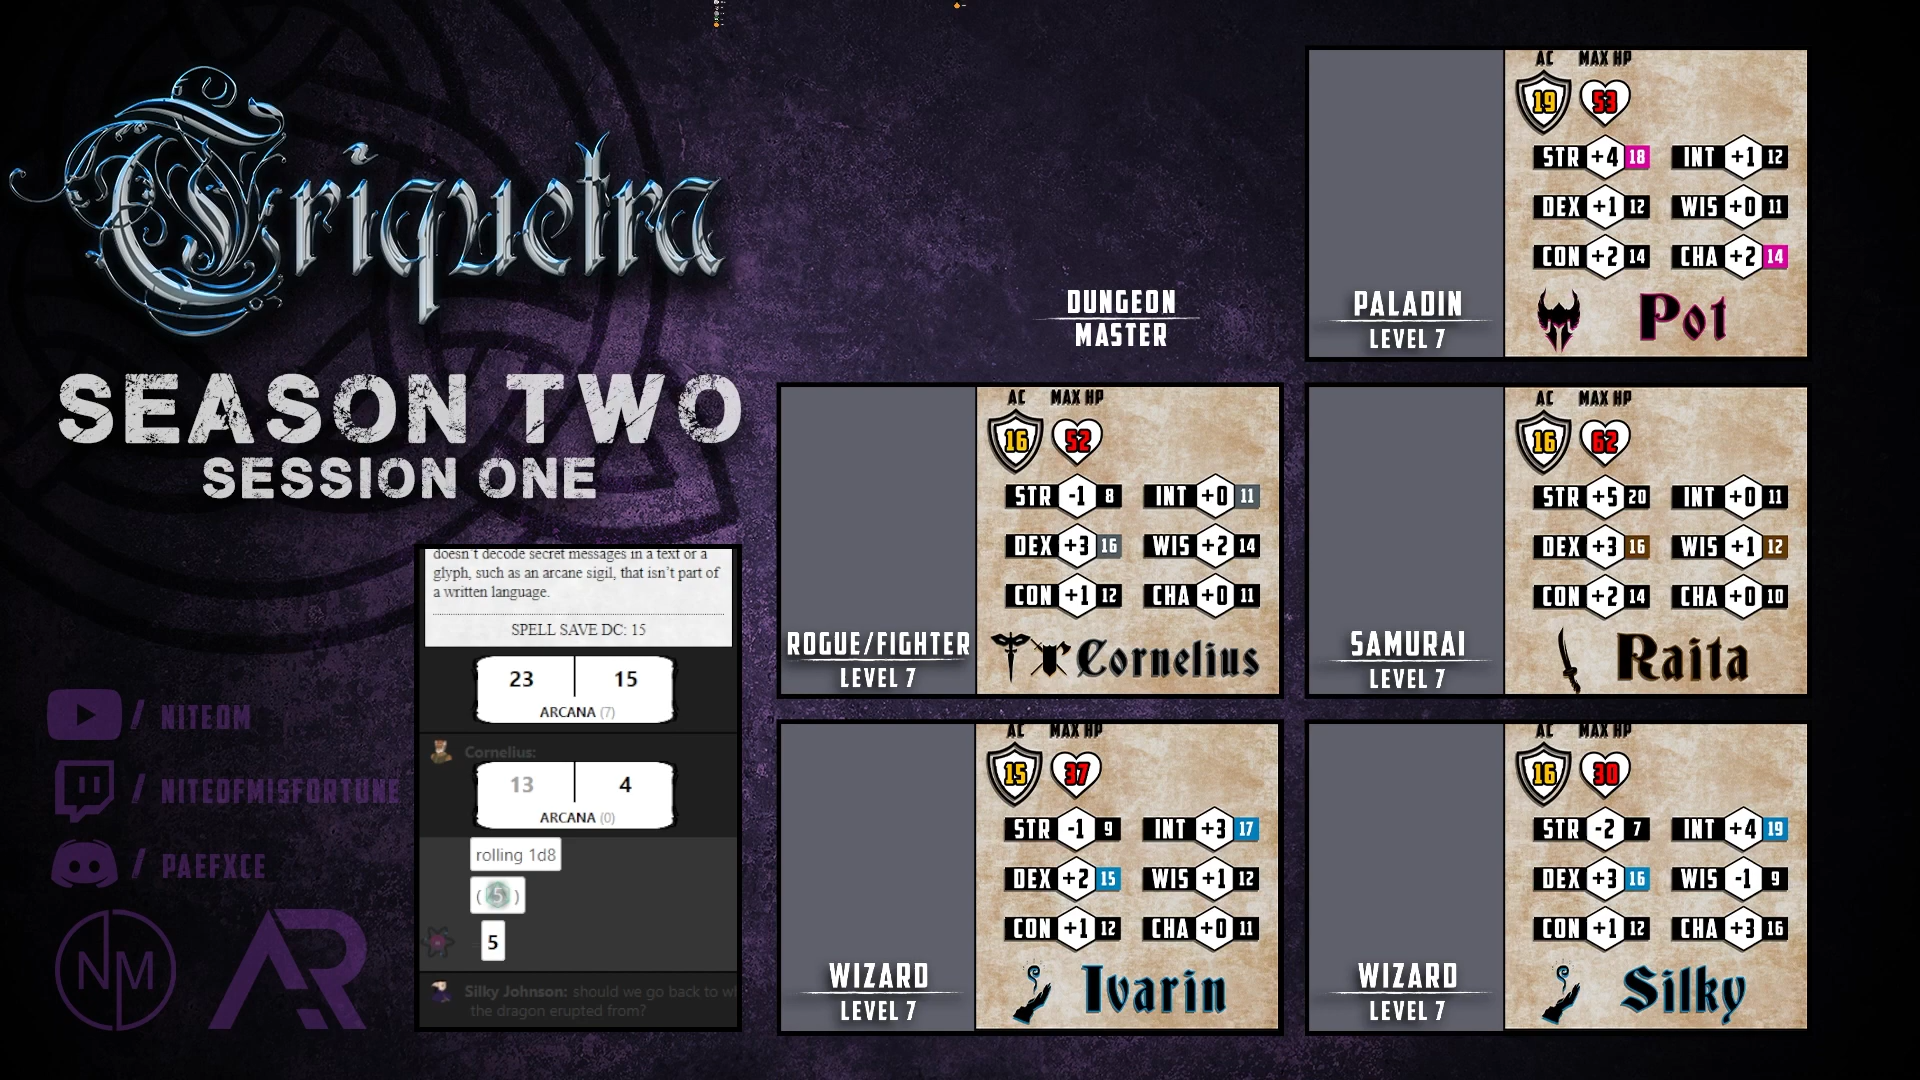 Triquetra
SEASON TWO
SESSION ONE
doesn't decode secret messages in a text or a
glyph, such as an arcane sigil, that isn't part of
a written language.
SPELL SAVE DC: 15
23 15
ARCANA (7)
Cornelius:
13 4
ARCANA (0)
rolling 1d8
(5)
5
Silky Johnson: should we go back to
the dragon erupted from?
/ NITEOM
/ NITEOFMISFORTUNE
/ PAEFXCE
NM
AR
DUNGEON
MASTER
PALADIN
LEVEL 7
AC MAX HP
19 53
STR +4 18 INT +1 12
DEX +1 12 WIS +0 11
CON +2 14 CHA +2 14
Pot
ROGUE/FIGHTER
LEVEL 7
AC MAX HP
16 52
STR -1 8 INT +0 11
DEX +3 16 WIS +2 14
CON +1 12 CHA +0 11
Cornelius
SAMURAI
LEVEL 7
AC MAX HP
16 62
STR +5 20 INT +0 11
DEX +3 16 WIS +1 12
CON +2 14 CHA +0 10
Raita
WIZARD
LEVEL 7
AC MAX HP
15 37
STR -1 9 INT +3 17
DEX +2 15 WIS +1 12
CON +1 12 CHA +0 11
Ivarin
WIZARD
LEVEL 7
AC MAX HP
16 30
STR -2 7 INT +4 19
DEX +3 16 WIS -1 9
CON +1 12 CHA +3 16
Silky